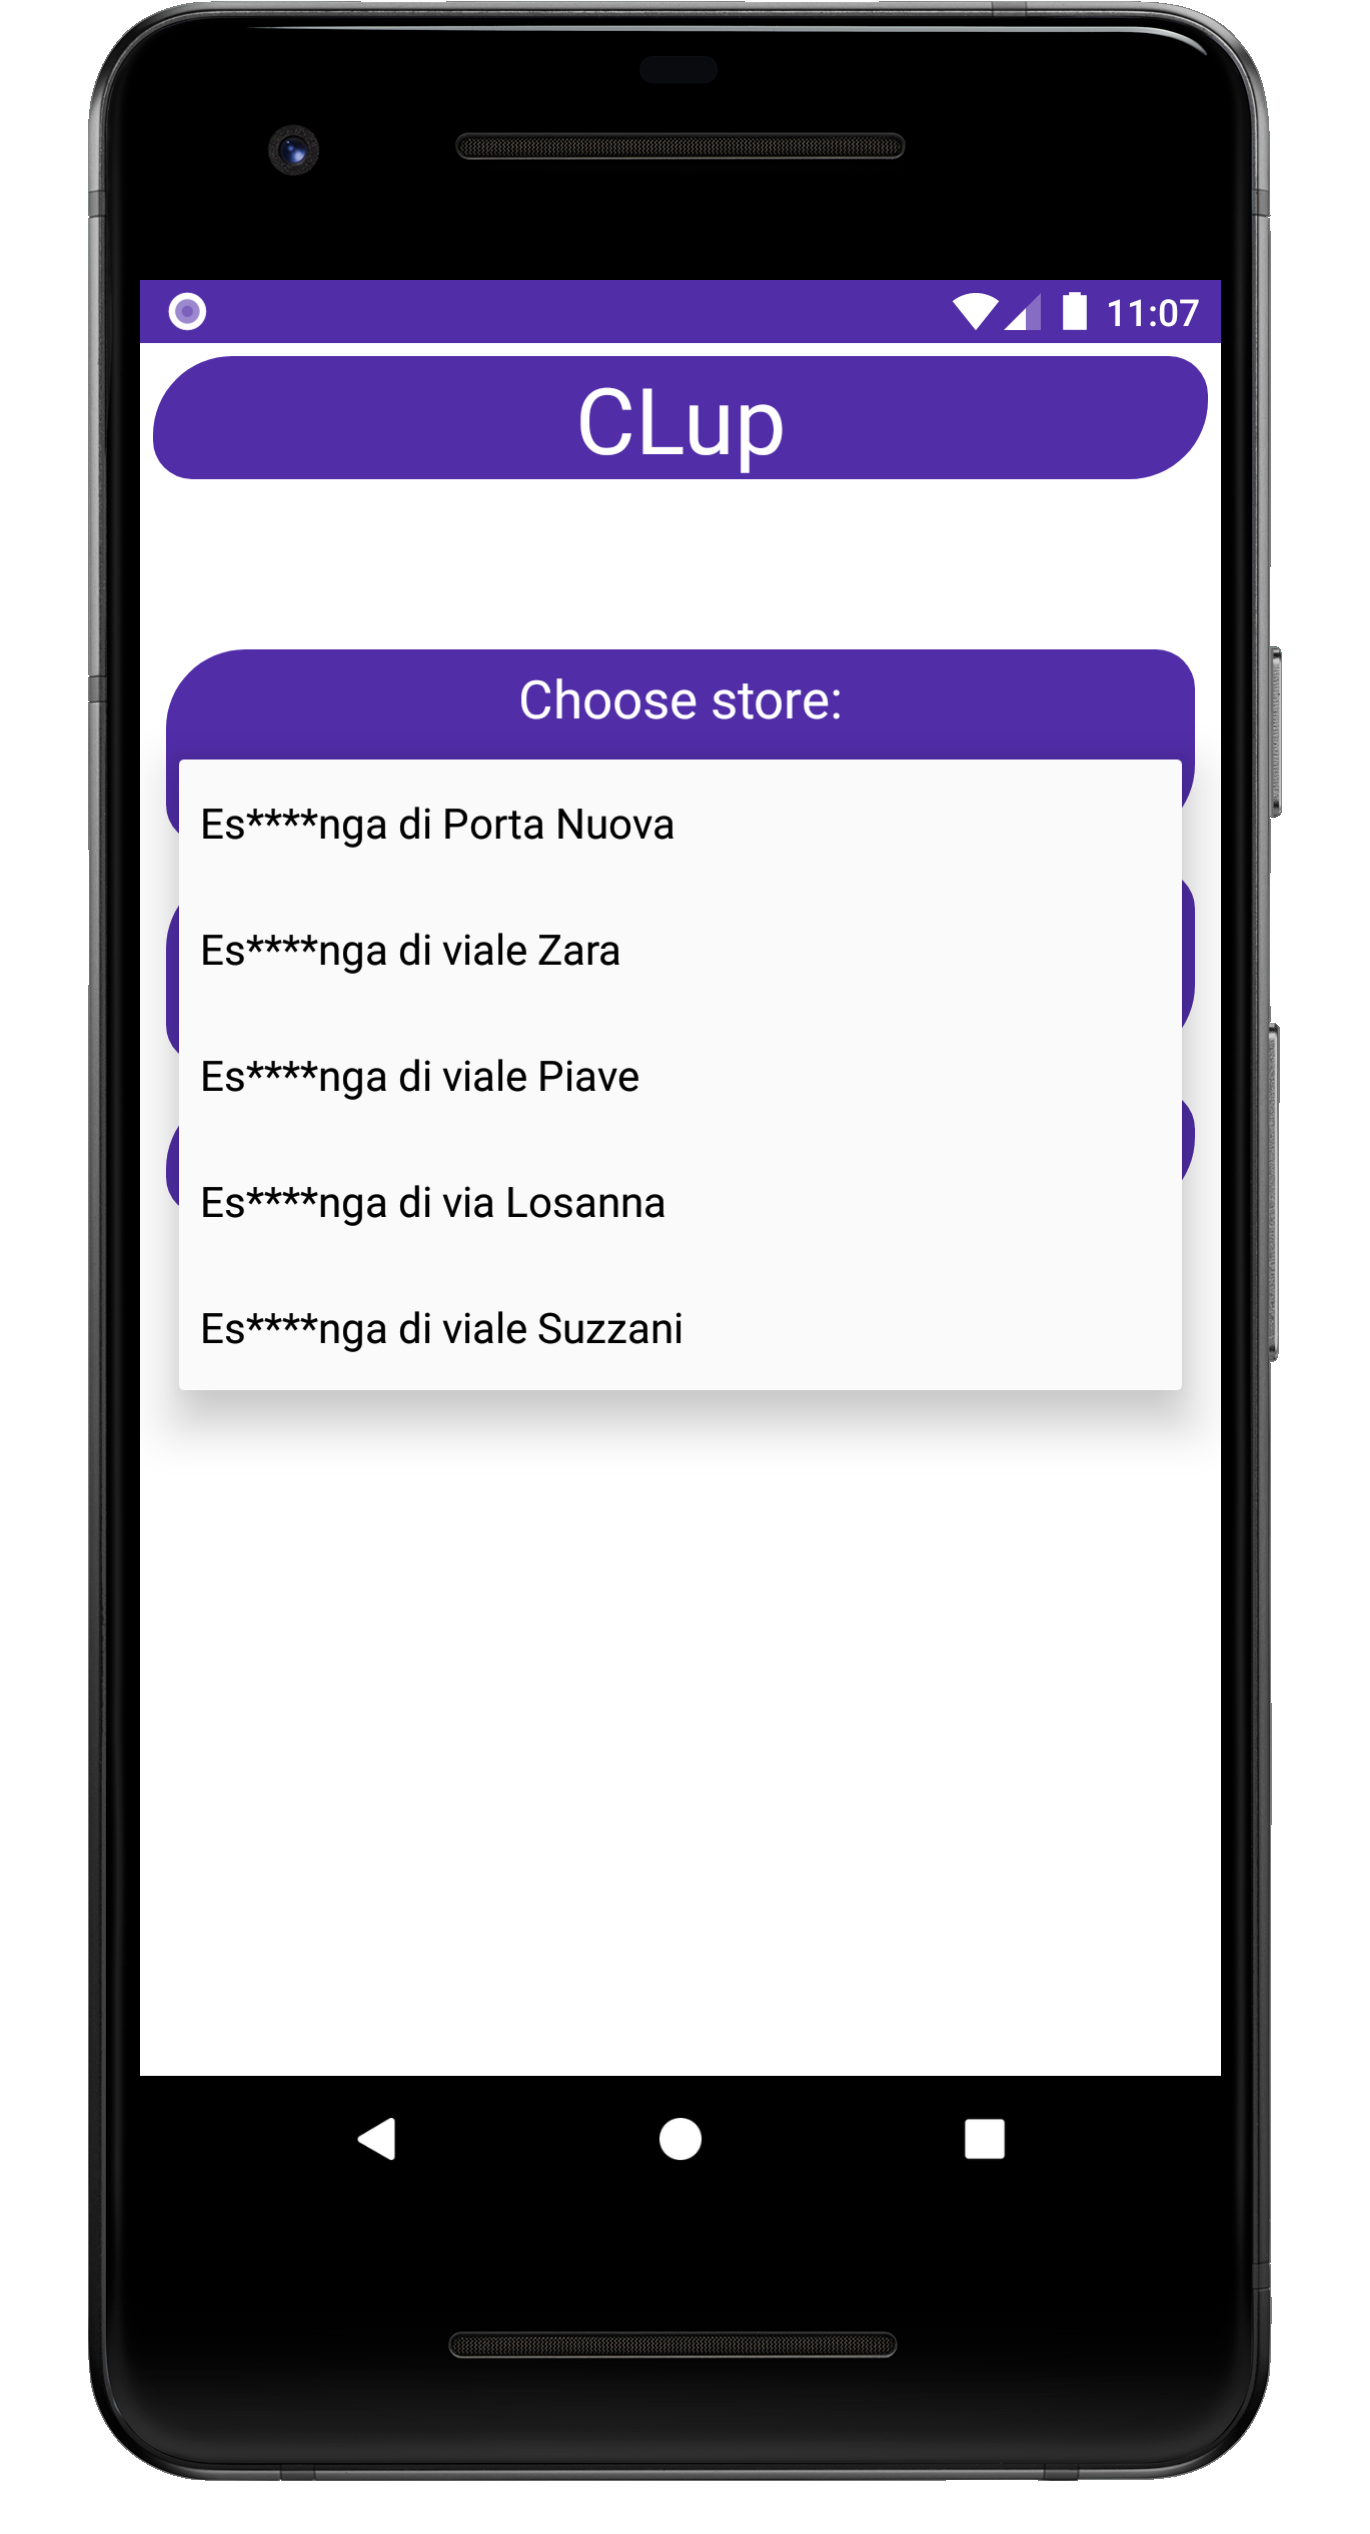 11:07
CLup
Choose store:
Es****nga di Porta Nuova
Es****nga di viale Zara
Es****nga di viale Piave
Es****nga di via Losanna
Es****nga di viale Suzzani